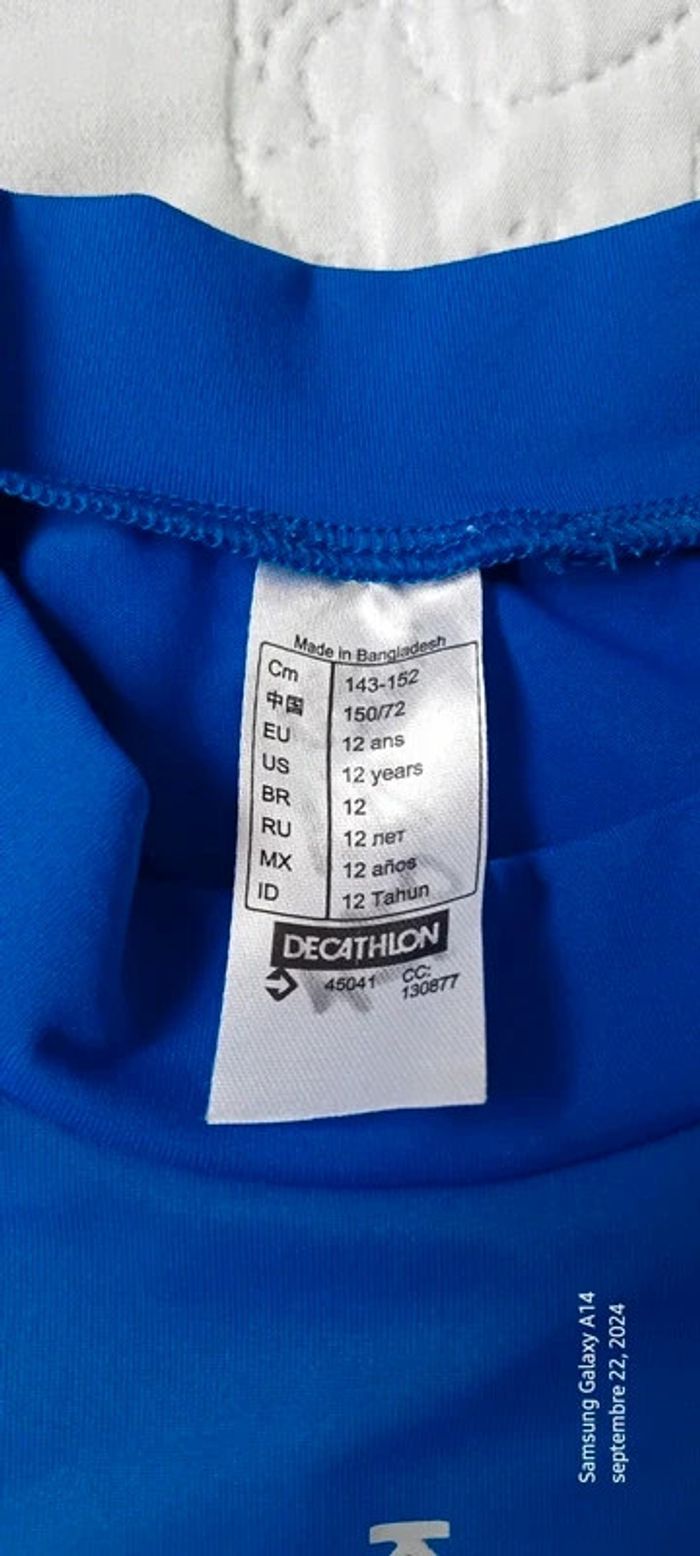 Made in Bangladesh
Cm 143-152
中国 150/72
EU 12 ans
US 12 years
BR 12
RU 12 лет
MX 12 años
ID 12 Tahun
DECATHLON
45041 CC:
130877
Samsung Galaxy A14
septembre 22, 2024
K